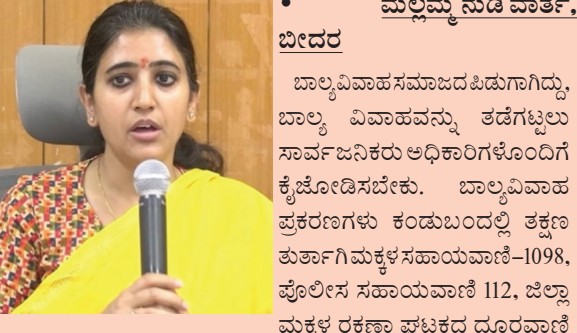 • ಮಲ್ಲಮ್ಮ ನುಡಿ ವಾರ್ತೆ,
ಬೀದರ
ಬಾಲ್ಯವಿವಾಹ ಸಮಾಜದ ಪಿಡುಗಾಗಿದ್ದು,
ಬಾಲ್ಯ ವಿವಾಹವನ್ನು ತಡೆಗಟ್ಟಲು
ಸಾರ್ವಜನಿಕರು ಅಧಿಕಾರಿಗಳೊಂದಿಗೆ
ಕೈಜೋಡಿಸಬೇಕು. ಬಾಲ್ಯವಿವಾಹ
ಪ್ರಕರಣಗಳು ಕಂಡುಬಂದಲ್ಲಿ ತಕ್ಷಣ
ತುರ್ತಾಗಿ ಮಕ್ಕಳ ಸಹಾಯವಾಣಿ–1098,
ಪೊಲೀಸ ಸಹಾಯವಾಣಿ 112, ಜಿಲ್ಲಾ
ಮಕ್ಕಳ ರಕ್ಷಣಾ ಘಟಕದ ದೂರವಾಣಿ